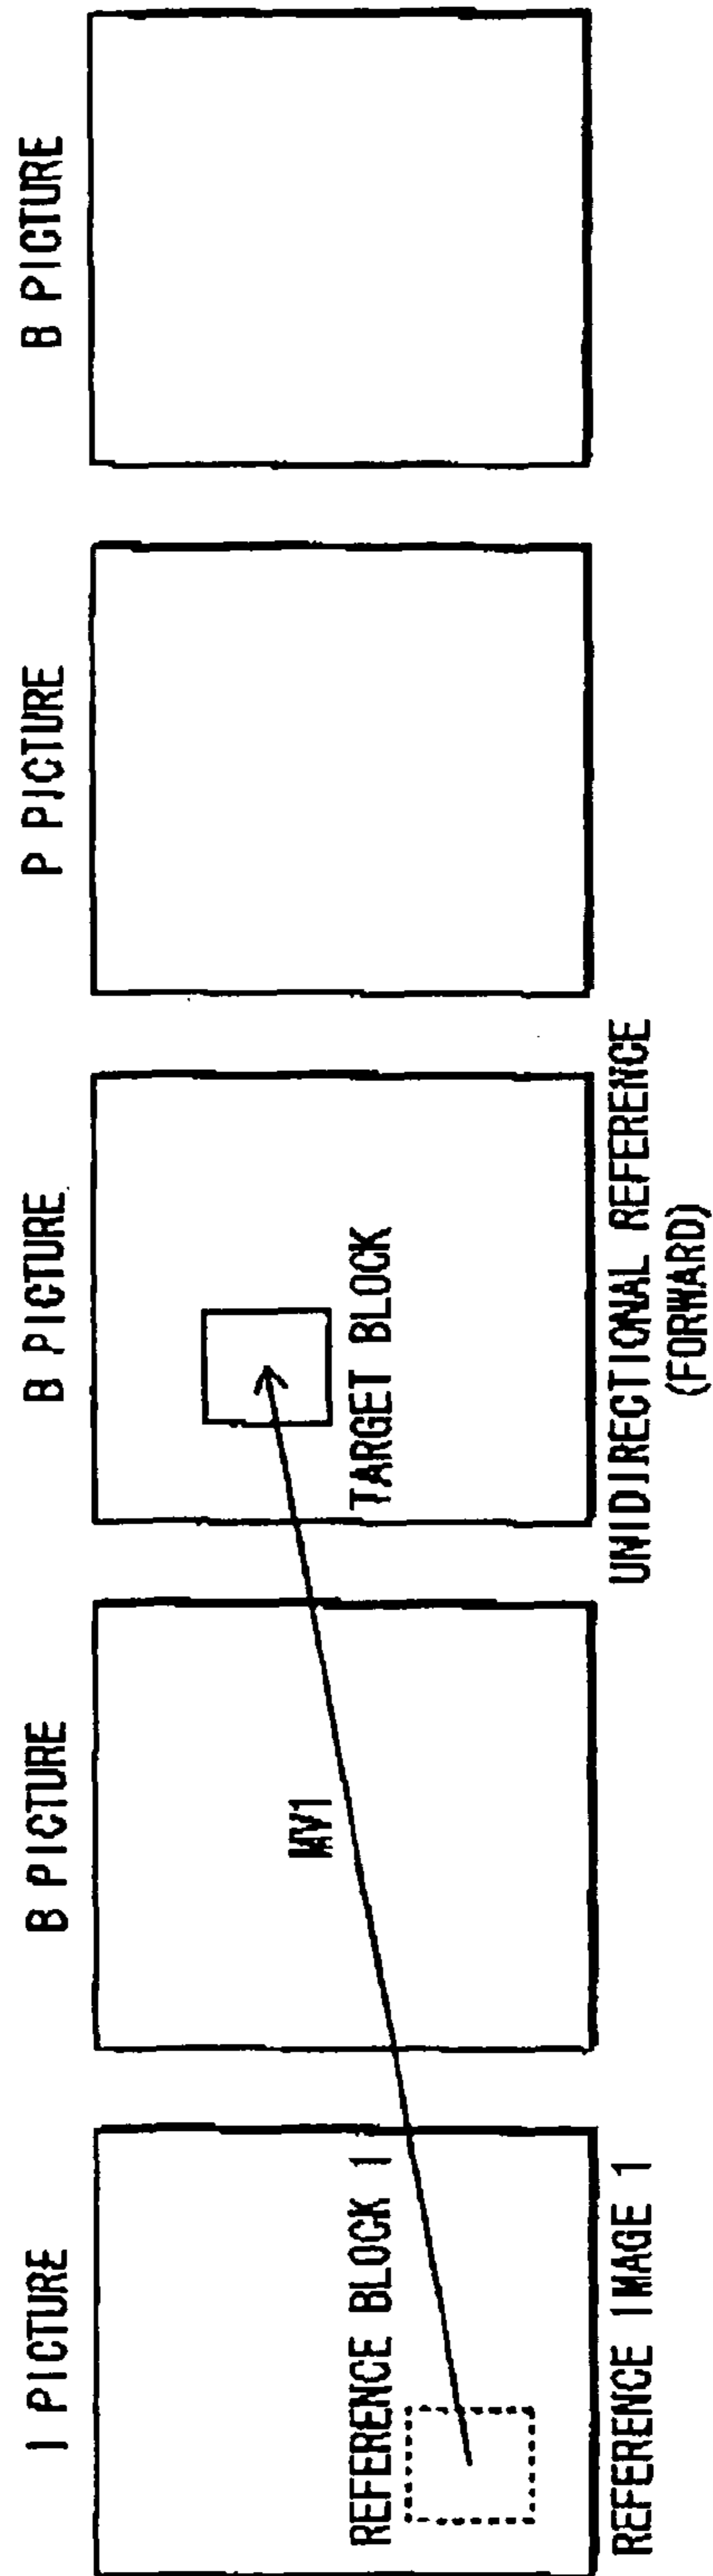 I PICTURE
B PICTURE
B PICTURE
P PICTURE
B PICTURE
MV1
REFERENCE BLOCK 1
TARGET BLOCK
REFERENCE IMAGE 1
UNIDIRECTIONAL REFERENCE
(FORWARD)